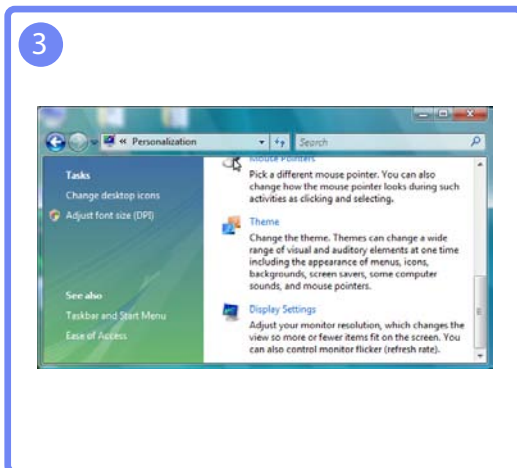 3
« Personalization
Search
Tasks
Change desktop icons
Adjust font size (DPI)
See also
Taskbar and Start Menu
Ease of Access
Mouse Pointers
Pick a different mouse pointer. You can also
change how the mouse pointer looks during such
activities as clicking and selecting.
Theme
Change the theme. Themes can change a wide
range of visual and auditory elements at one time
including the appearance of menus, icons,
backgrounds, screen savers, some computer
sounds, and mouse pointers.
Display Settings
Adjust your monitor resolution, which changes the
view so more or fewer items fit on the screen. You
can also control monitor flicker (refresh rate).